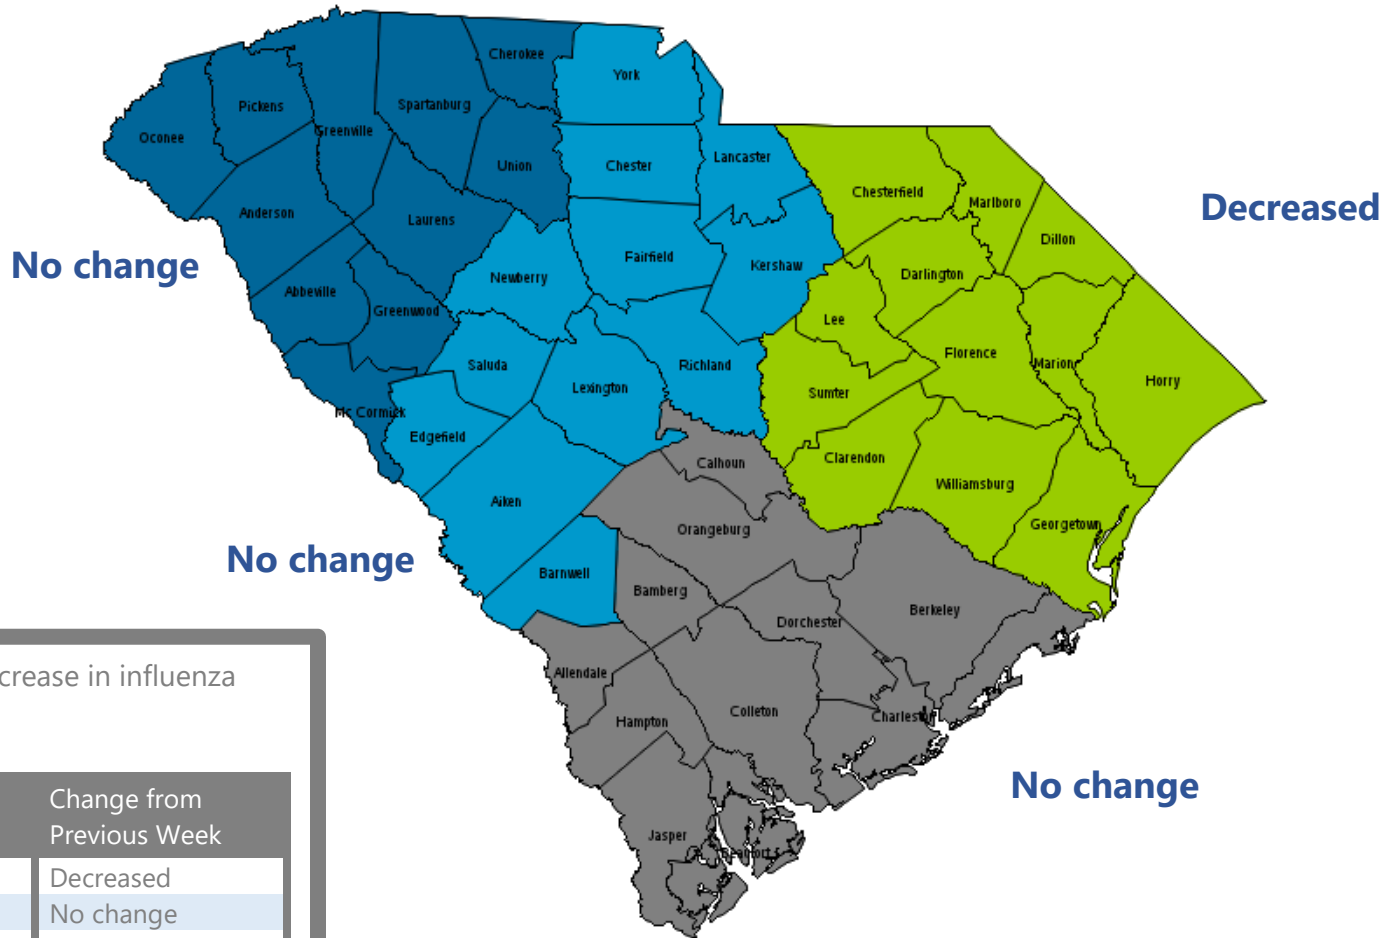 Cherokee
York
Pickens
Spartanburg
Greenville
Oconee
Union
Chester
Lancaster
Chesterfield
Marlboro
Decreased
Anderson
Laurens
Dillon
No change
Newberry
Fairfield
Kershaw
Darlington
Abbeville
Greenwood
Lee
Florence
Marion
Horry
Saluda
Lexington
Richland
Sumter
Mc Cormick
Edgefield
Calhoun
Clarendon
Williamsburg
Aiken
Orangeburg
Georgetown
No change
Barnwell
Bamberg
Berkeley
Dorchester
Allendale
Colleton
Charleston
Hampton
No change
Jasper
Beaufort
crease in influenza
Change from
Previous Week
Decreased
No change